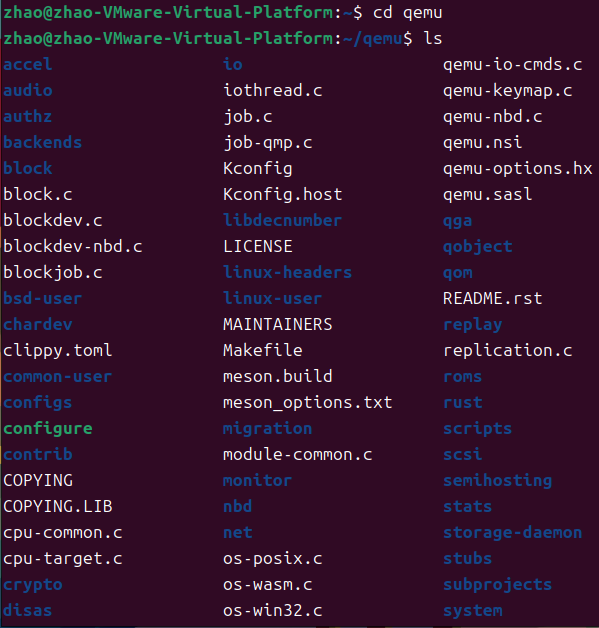 zhao@zhao-VMware-Virtual-Platform:~$ cd qemu
zhao@zhao-VMware-Virtual-Platform:~/qemu$ ls
accel io qemu-io-cmds.c
audio iothread.c qemu-keymap.c
authz job.c qemu-nbd.c
backends job-qmp.c qemu.nsi
block Kconfig qemu-options.hx
block.c Kconfig.host qemu.sasl
blockdev.c libdecnumber qga
blockdev-nbd.c LICENSE qobject
blockjob.c linux-headers qom
bsd-user linux-user README.rst
chardev MAINTAINERS replay
clippy.toml Makefile replication.c
common-user meson.build roms
configs meson_options.txt rust
configure migration scripts
contrib module-common.c scsi
COPYING monitor semihosting
COPYING.LIB nbd stats
cpu-common.c net storage-daemon
cpu-target.c os-posix.c stubs
crypto os-wasm.c subprojects
disas os-win32.c system